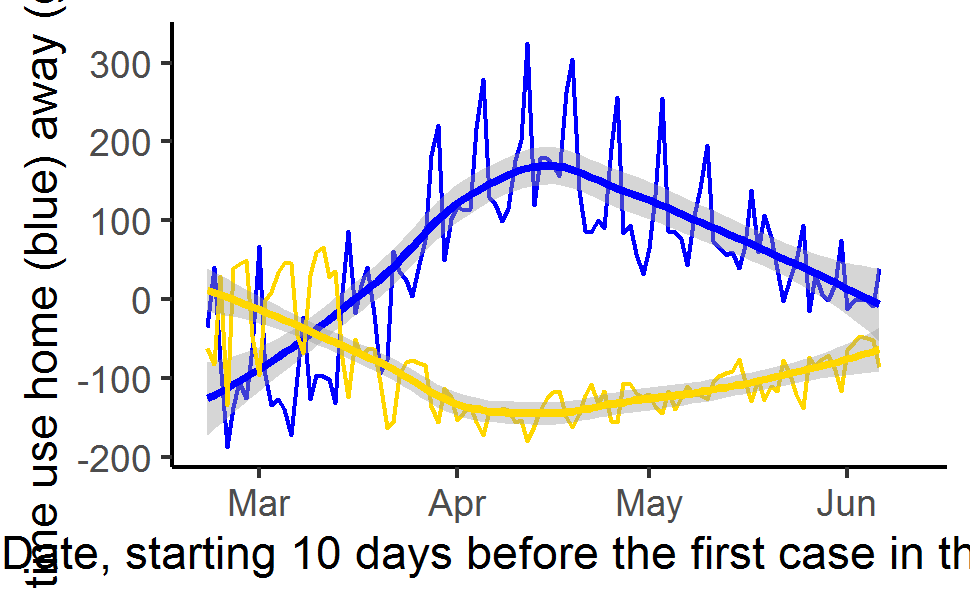 time use home (blue) away (
300
200
100
0
-100
-200
Mar Apr May Jun
Date, starting 10 days before the first case in th